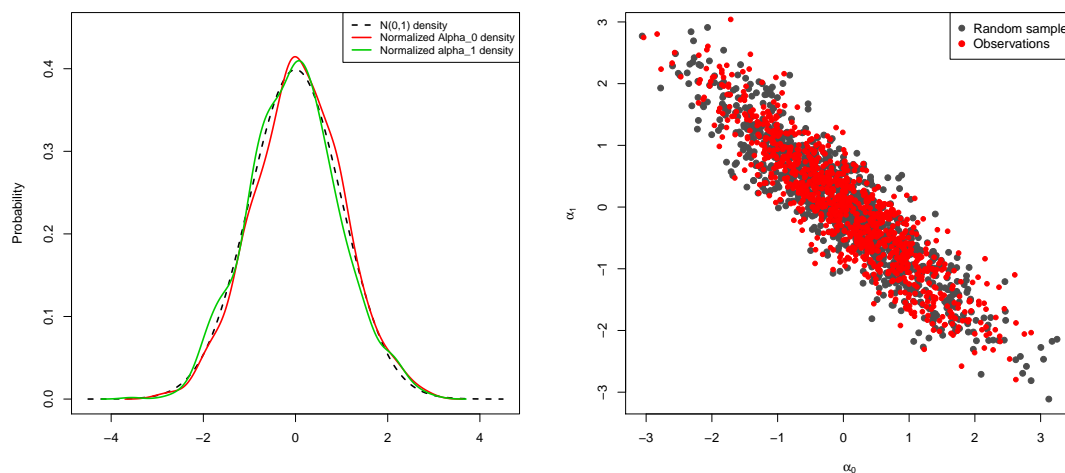 N(0,1) density
Normalized Alpha_0 density
Normalized alpha_1 density
Probability
0.4
0.3
0.2
0.1
0.0
−4 −2 0 2 4
Random sample
Observations
α1
3
2
1
0
−1
−2
−3
−3 −2 −1 0 1 2 3
α0